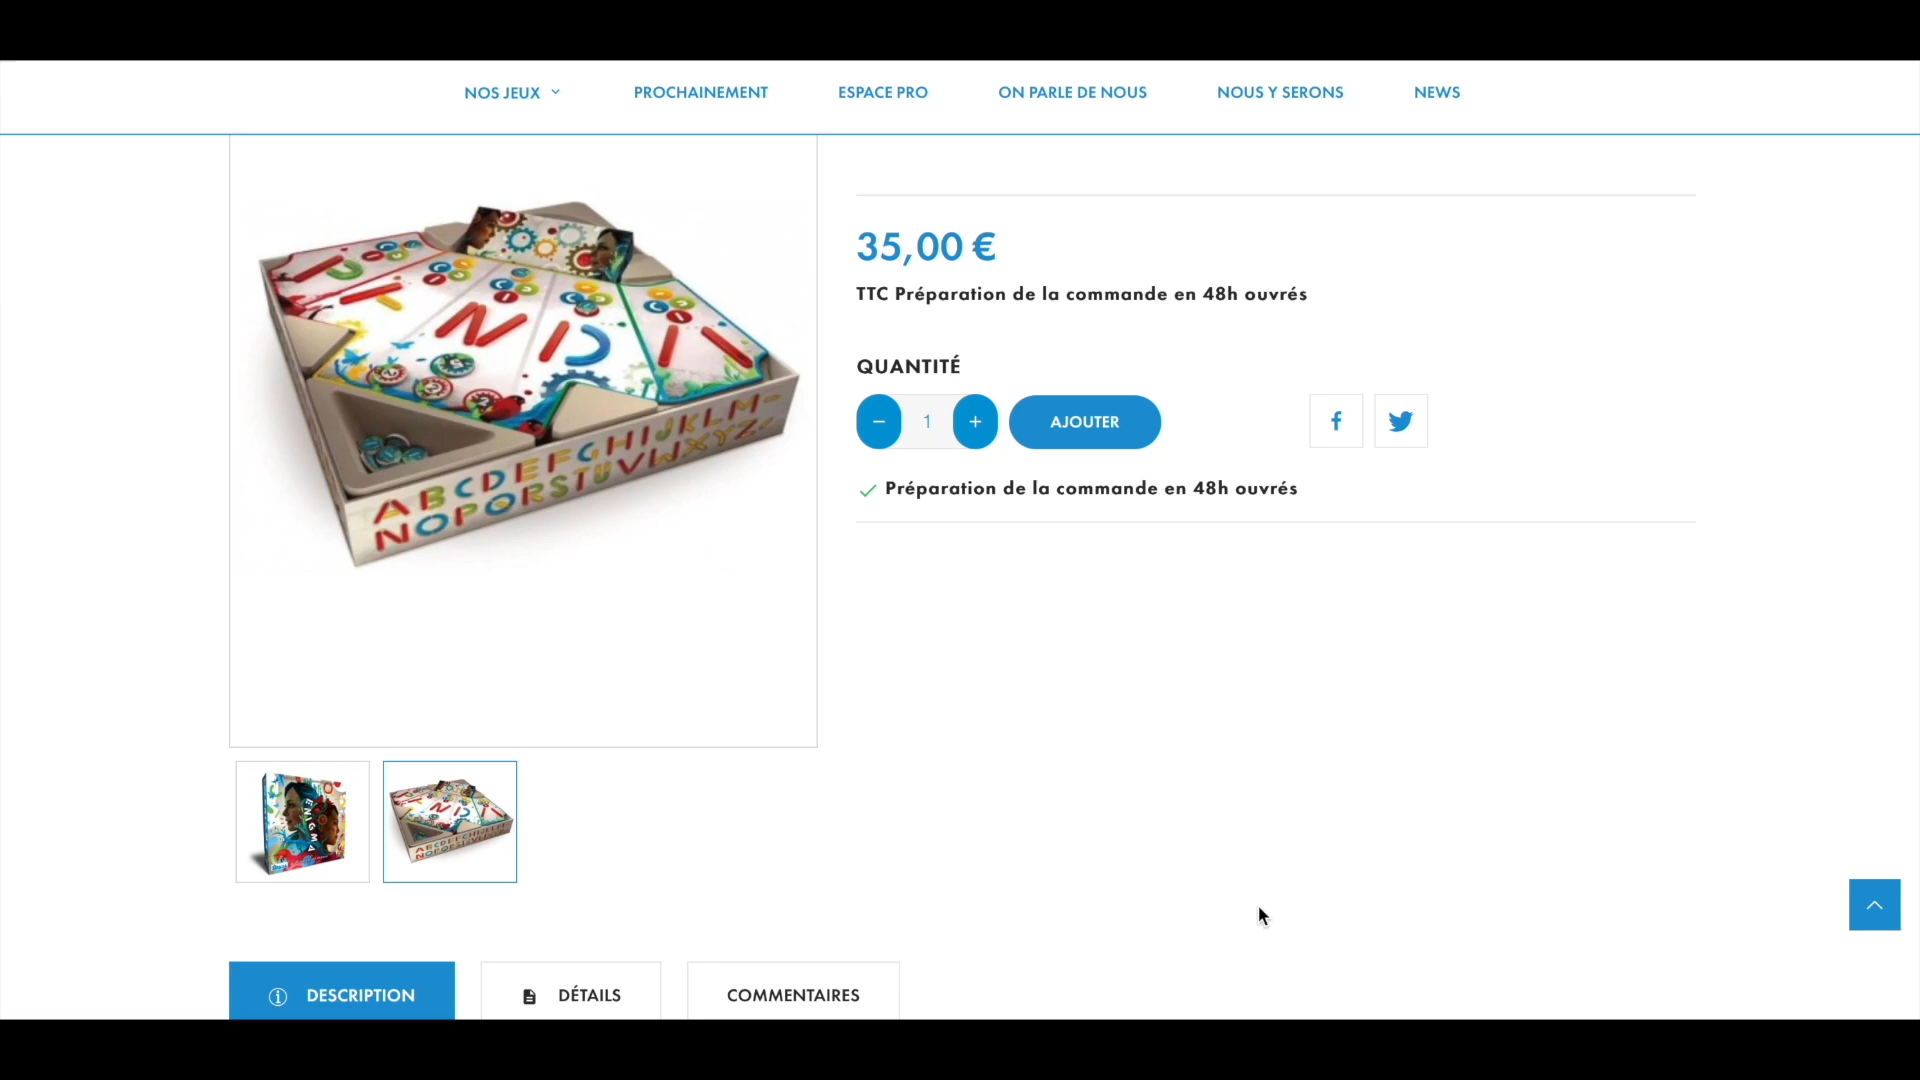 NOS JEUX
PROCHAINEMENT
ESPACE PRO
ON PARLE DE NOUS
NOUS Y SERONS
NEWS
35,00 €
TTC Préparation de la commande en 48h ouvrés
QUANTITÉ
1
AJOUTER
Préparation de la commande en 48h ouvrés
ABCDEFGHIJKLM-
NOPQRSTUVWXYZ
ENIGMA
DESCRIPTION
DÉTAILS
COMMENTAIRES